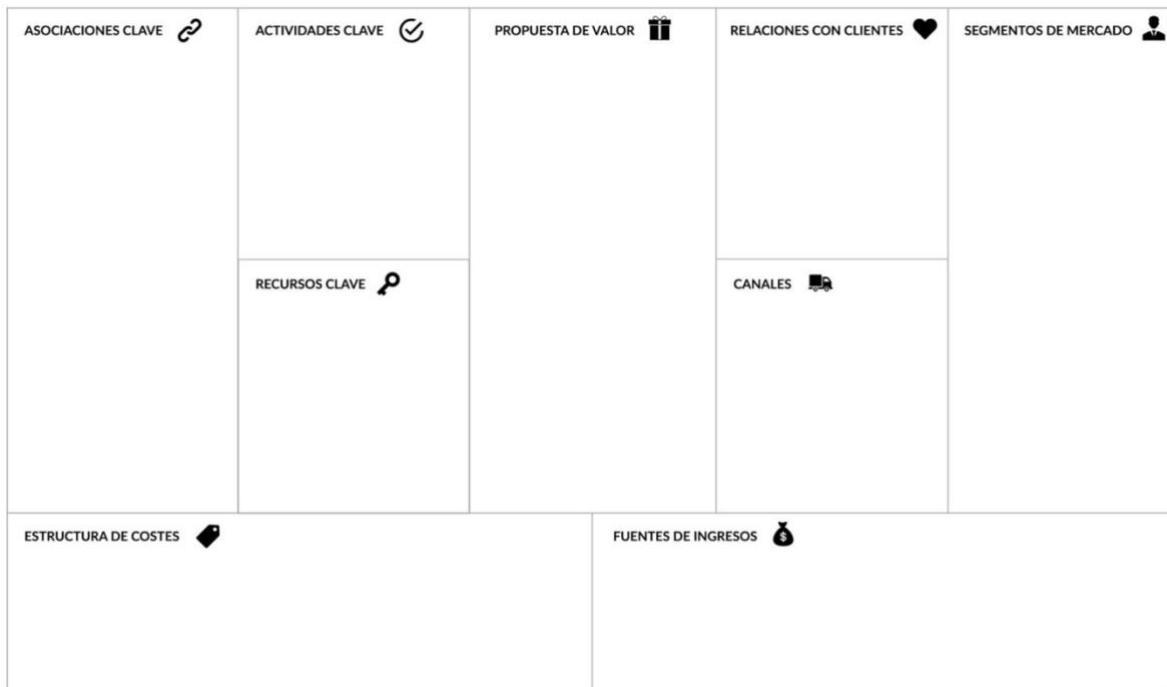 ASOCIACIONES CLAVE
ACTIVIDADES CLAVE
PROPUESTA DE VALOR
RELACIONES CON CLIENTES
SEGMENTOS DE MERCADO
RECURSOS CLAVE
CANALES
ESTRUCTURA DE COSTES
FUENTES DE INGRESOS
$